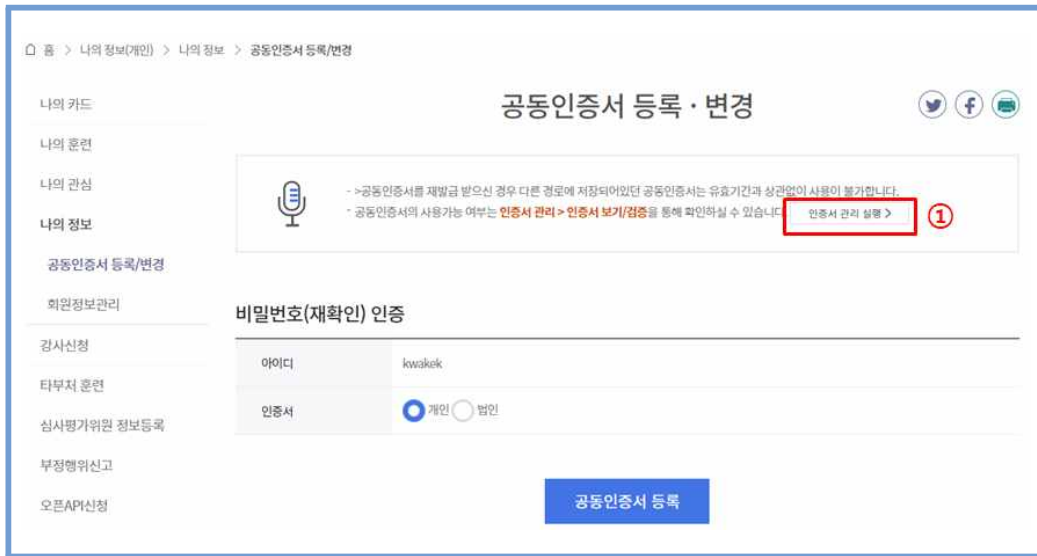 홈 > 나의 정보(개인) > 나의 정보 > 공동인증서 등록/변경
나의 카드
나의 훈련
나의 관심
나의 정보
공동인증서 등록/변경
회원정보관리
강사신청
타부처 훈련
심사평가위원 정보등록
부정행위신고
오픈API신청
공동인증서 등록 · 변경
- >공동인증서를 재발급 받으신 경우 다른 경로에 저장되어있던 공동인증서는 유효기간과 상관없이 사용이 불가합니다.
- 공동인증서의 사용가능 여부는 인증서 관리 > 인증서 보기/검증을 통해 확인하실 수 있습니다
인증서 관리 실행 >
①
비밀번호(재확인) 인증
아이디 kwakek
인증서 개인 법인
공동인증서 등록